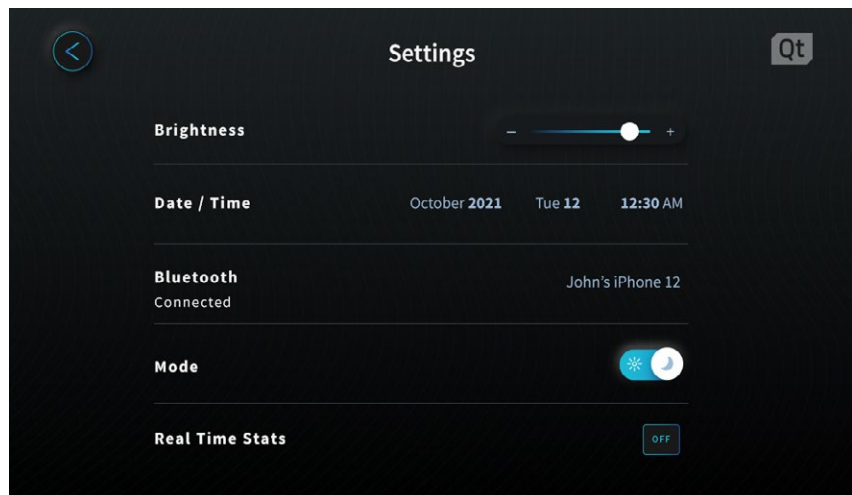 Settings
Qt
Brightness
– +
Date / Time October 2021 Tue 12 12:30 AM
Bluetooth
Connected
John's iPhone 12
Mode
Real Time Stats OFF